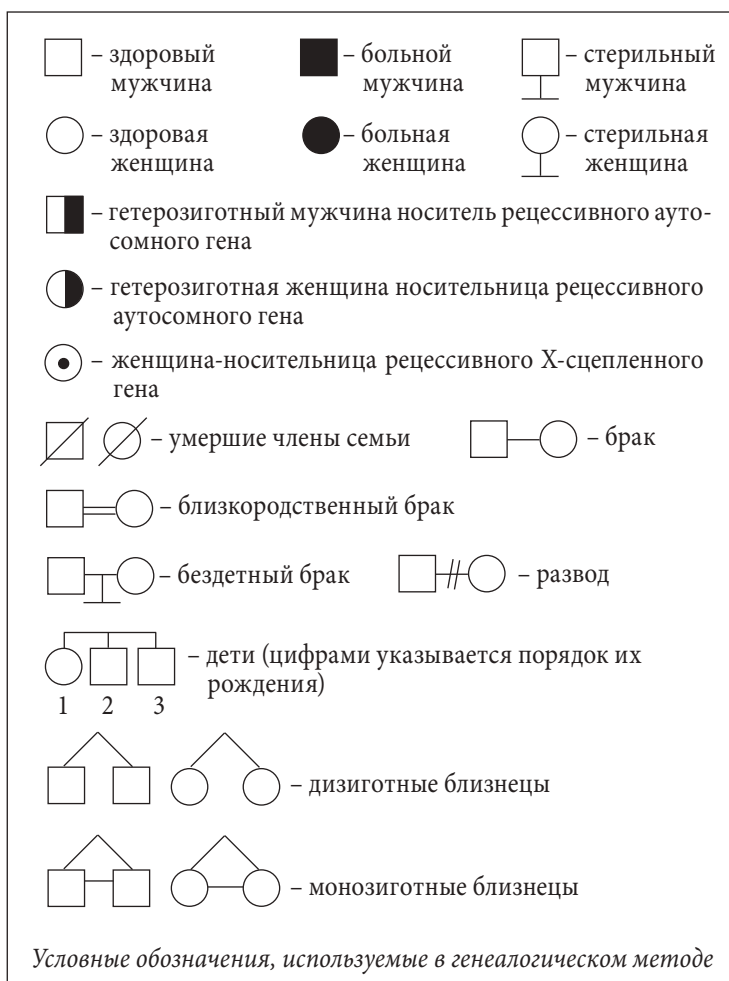 – здоровый мужчина
– больной мужчина
– стерильный мужчина
– здоровая женщина
– больная женщина
– стерильная женщина
– гетерозиготный мужчина носитель рецессивного ауто-
сомного гена
– гетерозиготная женщина носительница рецессивного
аутосомного гена
– женщина-носительница рецессивного X-сцепленного
гена
– умершие члены семьи
– брак
– близкородственный брак
– бездетный брак
– развод
– дети (цифрами указывается порядок их
рождения)
1 2 3
– дизиготные близнецы
– монозиготные близнецы
Условные обозначения, используемые в генеалогическом методе